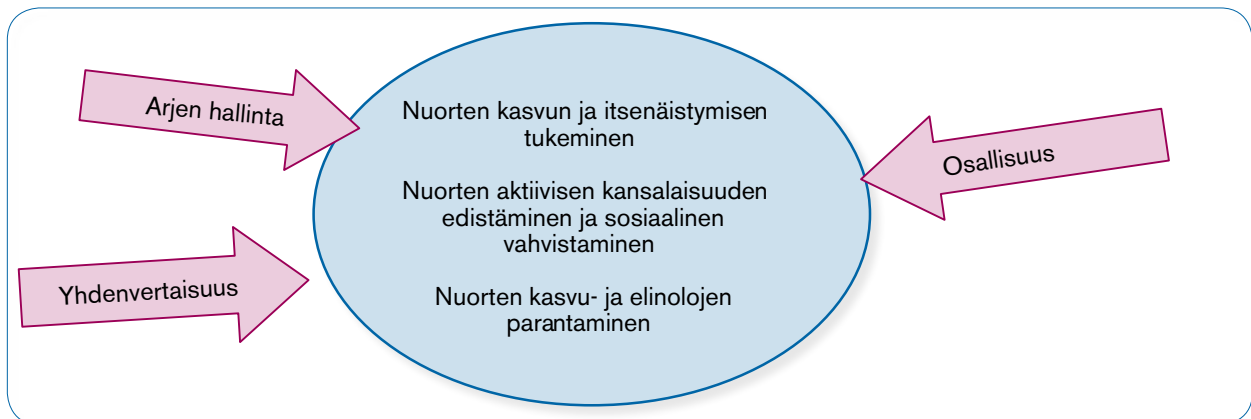 Arjen hallinta
Nuorten kasvun ja itsenäistymisen
tukeminen
Osallisuus
Nuorten aktiivisen kansalaisuuden
edistäminen ja sosiaalinen
vahvistaminen
Yhdenvertaisuus
Nuorten kasvu- ja elinolojen
parantaminen